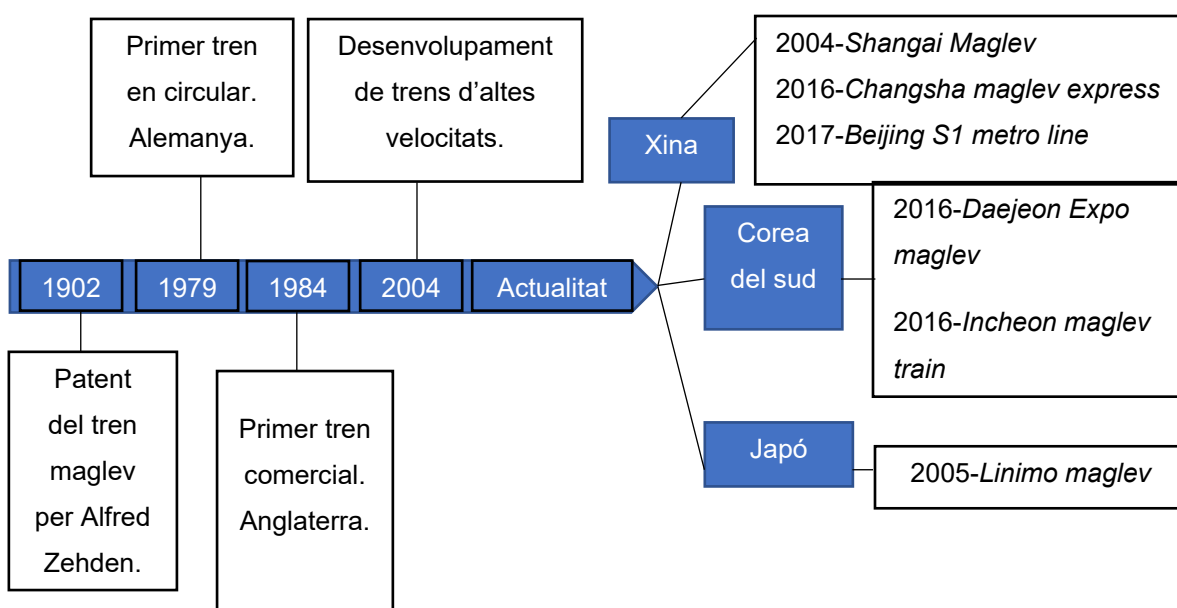 Primer tren
en circular.
Alemanya.
Desenvolupament
de trens d’altes
velocitats.
Xina
2004-Shangai Maglev
2016-Changsha maglev express
2017-Beijing S1 metro line
Corea
del sud
2016-Daejeon Expo
maglev
2016-Incheon maglev
train
1902
1979
1984
2004
Actualitat
Patent
del tren
maglev
per Alfred
Zehden.
Primer tren
comercial.
Anglaterra.
Japó
2005-Linimo maglev